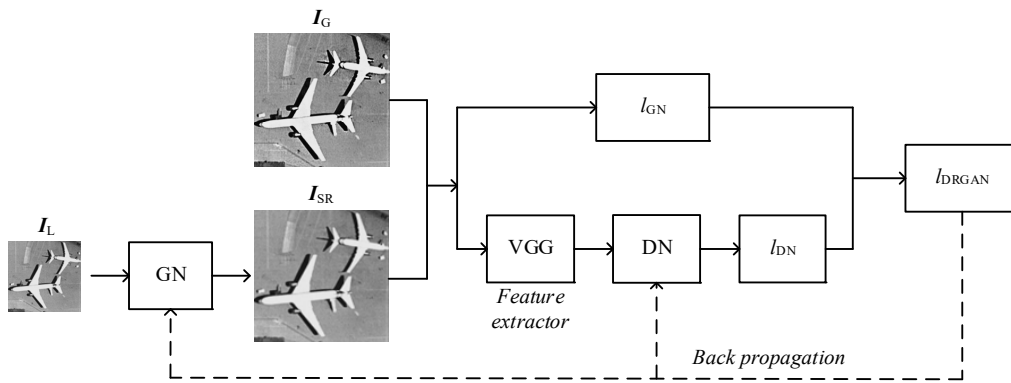 I_G
l_GN
l_DRGAN
I_SR
I_L
GN
VGG
DN
l_DN
Feature
extractor
Back propagation